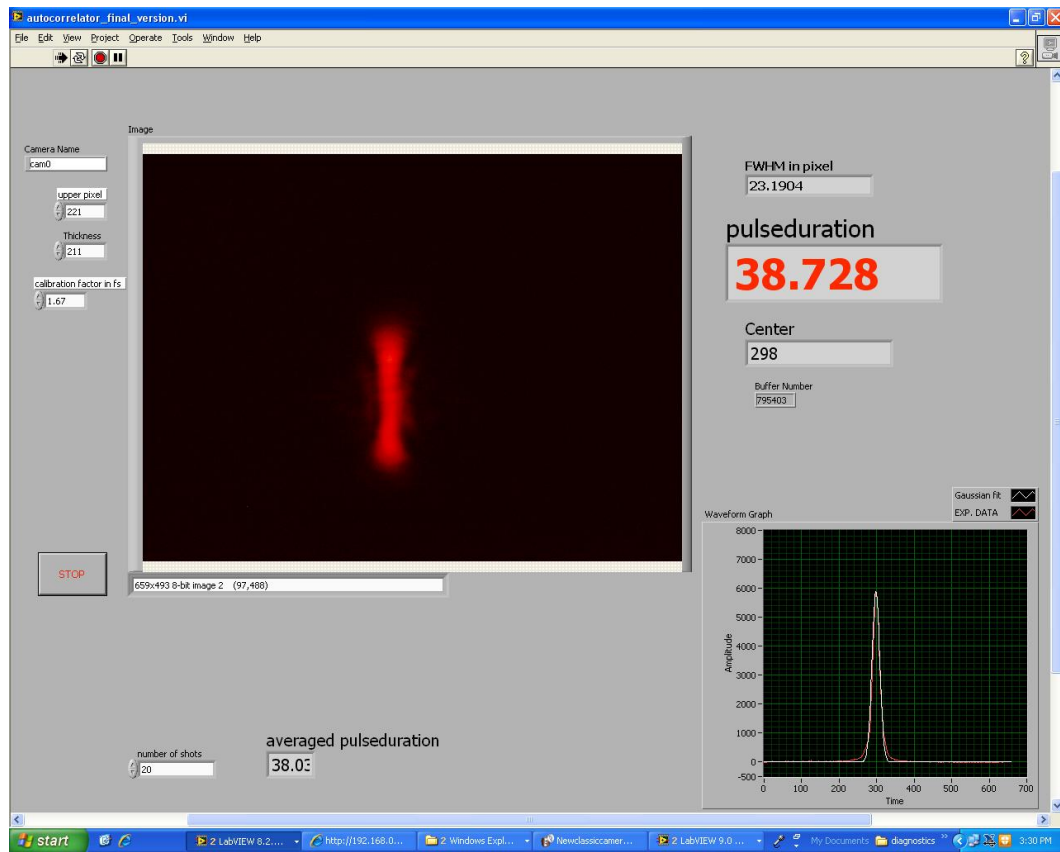 autocorrelator_final_version.vi
File Edit View Project Operate Tools Window Help
Image
Camera Name
cam0
upper pixel
221
Thickness
211
calibration factor in fs
1.67
FWHM in pixel
23.1904
pulseduration
38.728
Center
298
Buffer Number
795403
STOP
659x493 8-bit image 2 (97,488)
Gaussian fit
EXP. DATA
Waveform Graph
8000
7000
6000
5000
4000
3000
2000
1000
0
-500
Amplitude
0 100 200 300 400 500 600 700
Time
number of shots
20
averaged pulseduration
38.03
start
2 LabVIEW 8.2....
http://192.168.0...
2 Windows Expl...
Newclassiccamer...
2 LabVIEW 9.0 ...
My Documents
diagnostics
3:30 PM